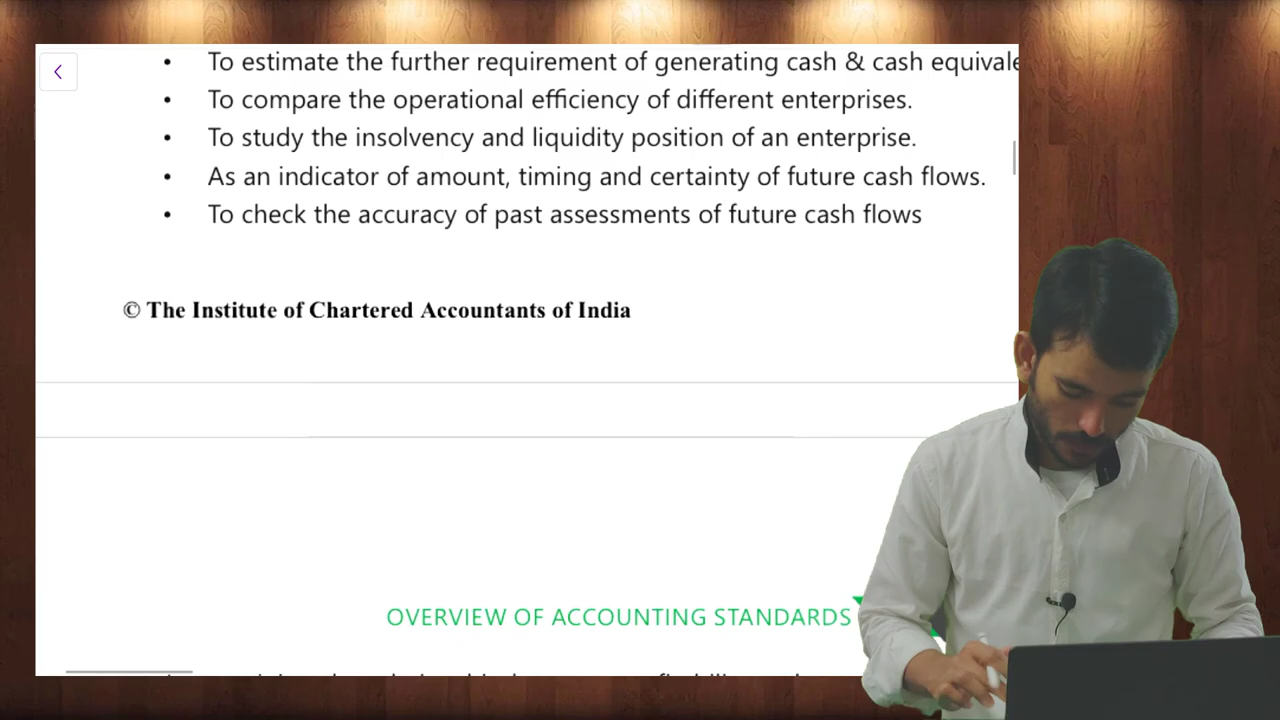 • To estimate the further requirement of generating cash & cash
• To compare the operational efficiency of different enterprises.
• To study the insolvency and liquidity position of an enterprise.
• As an indicator of amount, timing and certainty of future cash flows.
• To check the accuracy of past assessments of future cash flows
© The Institute of Chartered Accountants of India
OVERVIEW OF ACCOUNTING STANDARDS